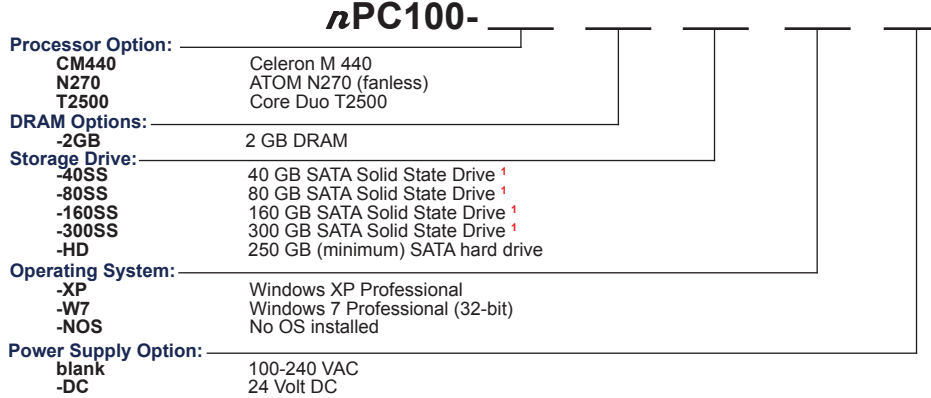 nPC100-
Processor Option:
CM440 Celeron M 440
N270 ATOM N270 (fanless)
T2500 Core Duo T2500
DRAM Options:
-2GB 2 GB DRAM
Storage Drive:
-40SS 40 GB SATA Solid State Drive ¹
-80SS 80 GB SATA Solid State Drive ¹
-160SS 160 GB SATA Solid State Drive ¹
-300SS 300 GB SATA Solid State Drive ¹
-HD 250 GB (minimum) SATA hard drive
Operating System:
-XP Windows XP Professional
-W7 Windows 7 Professional (32-bit)
-NOS No OS installed
Power Supply Option:
blank 100-240 VAC
-DC 24 Volt DC